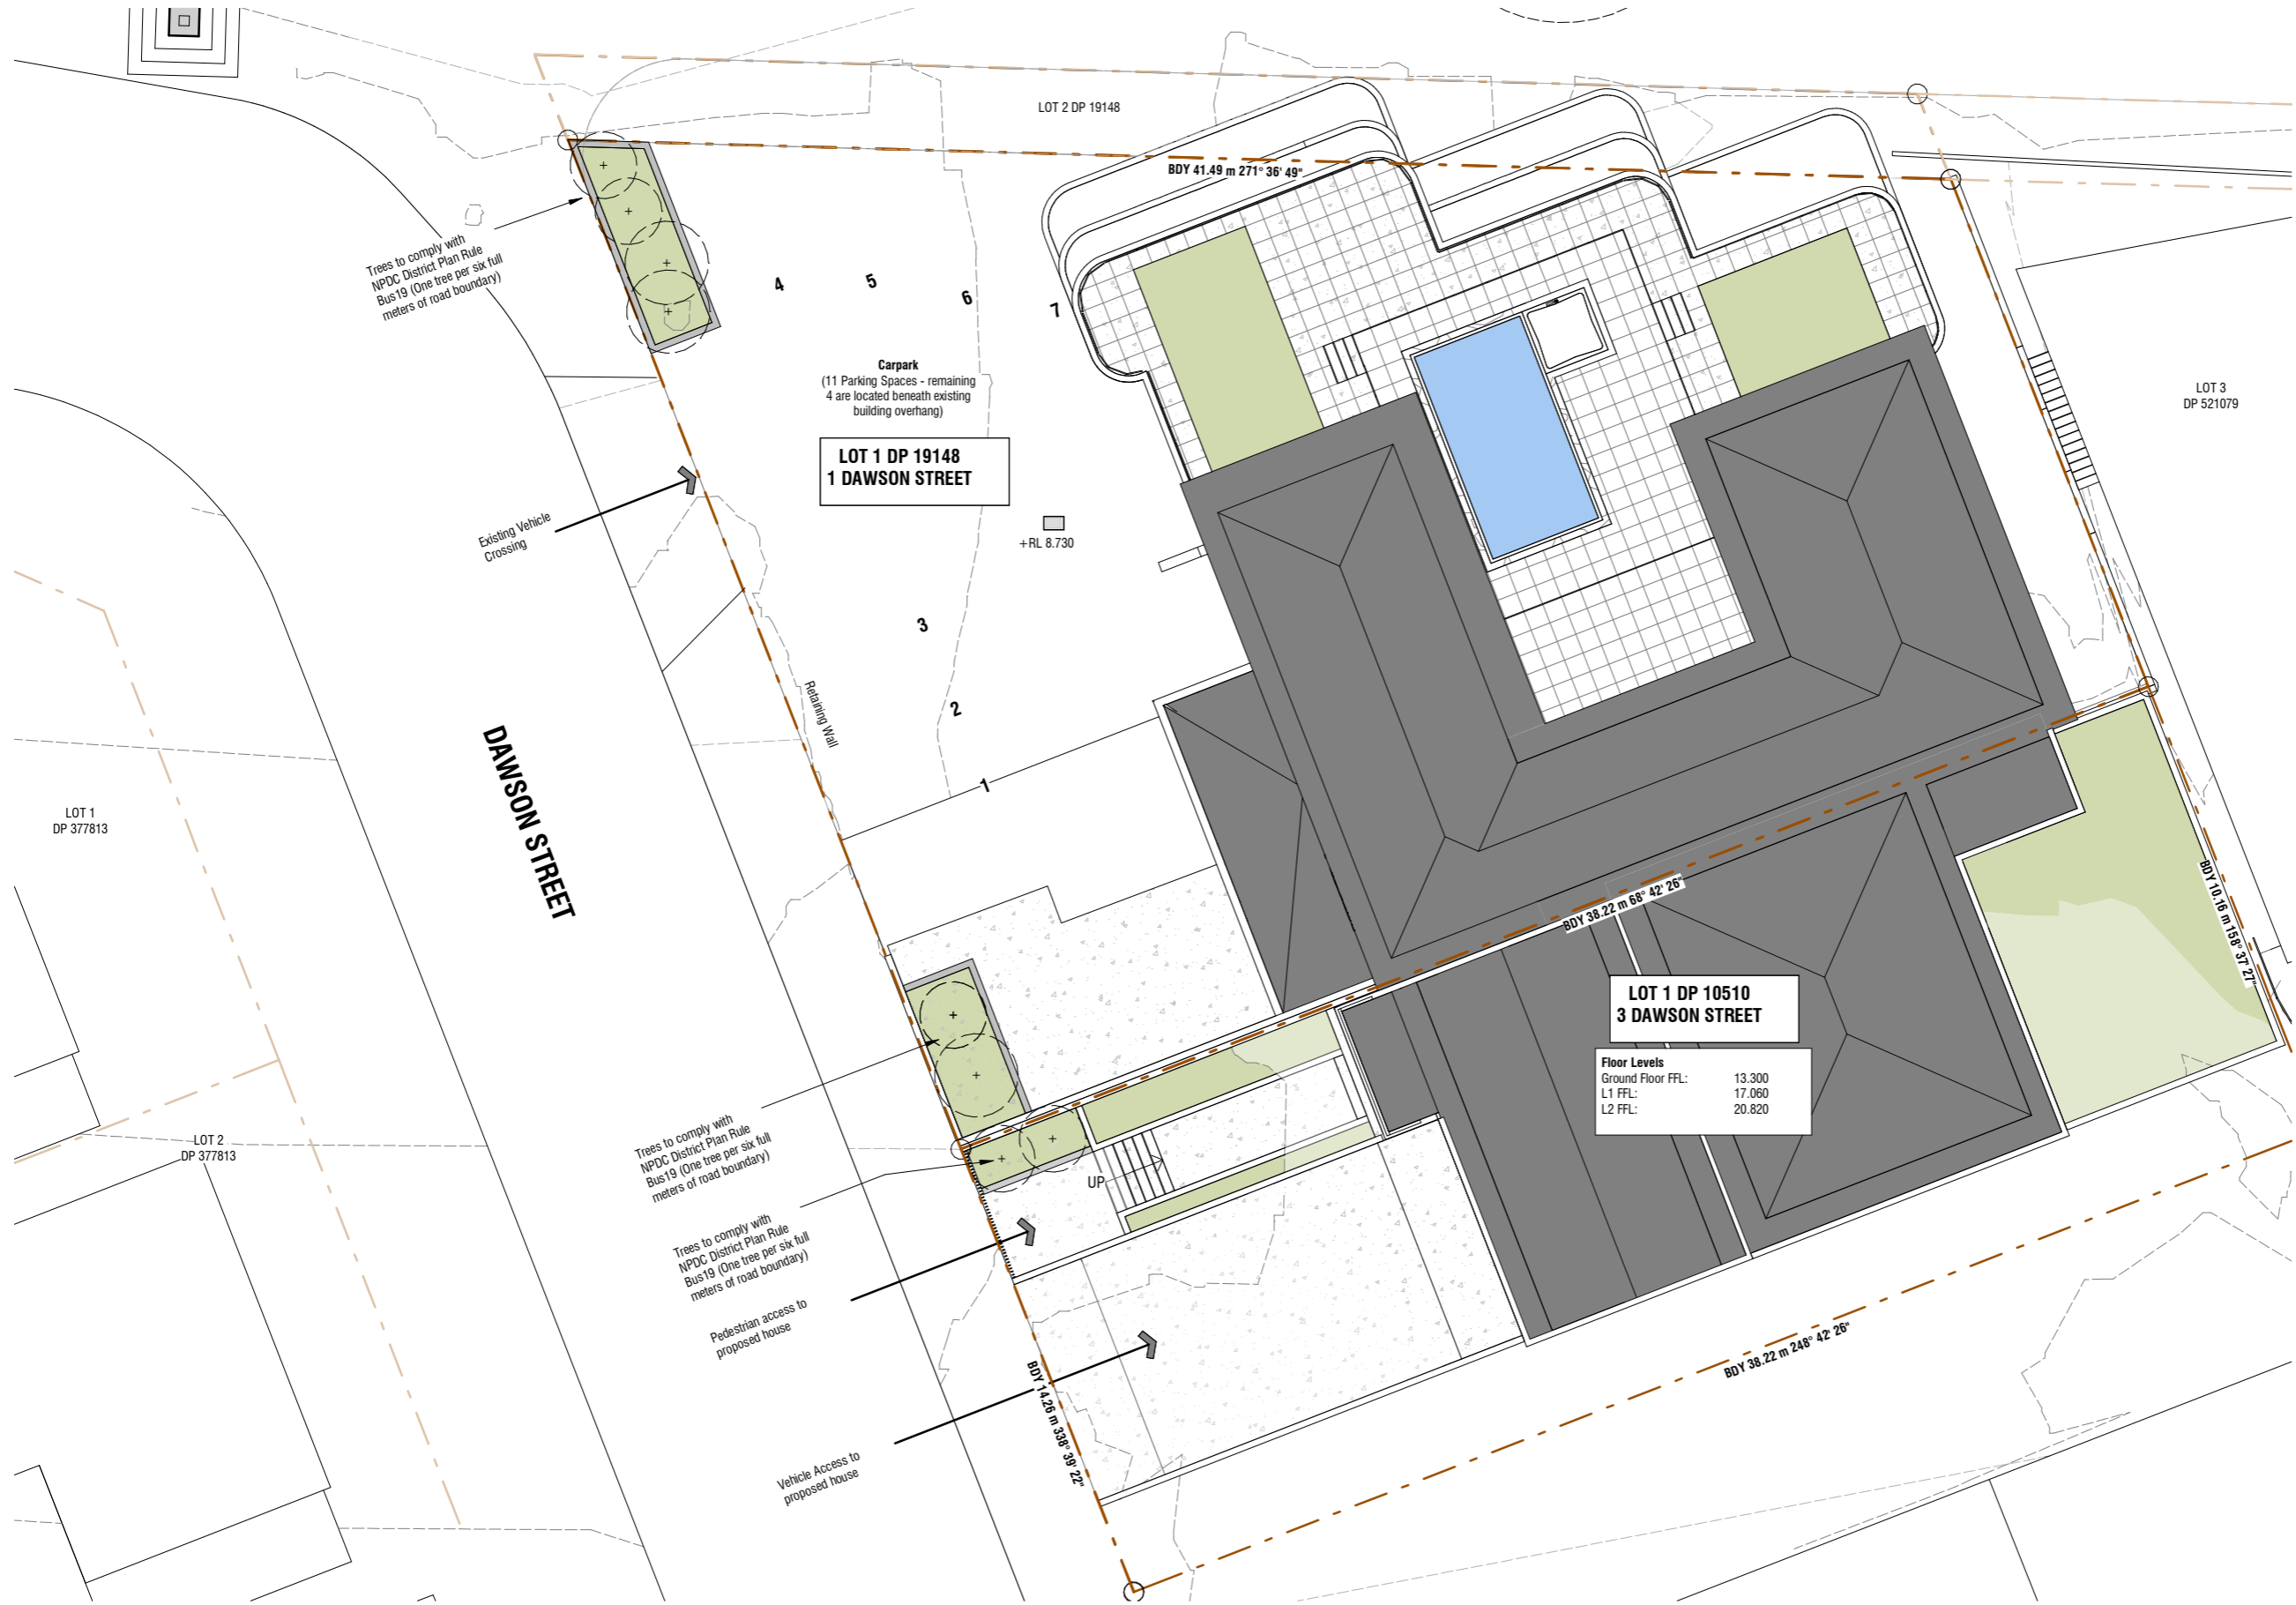 LOT 2 DP 19148
BDY 41.49 m 271° 36' 49"
Trees to comply with
NPDC District Plan Rule
Bus19 (One tree per six full
meters of road boundary)
4
5
6
7
Carpark
(11 Parking Spaces - remaining
4 are located beneath existing
building overhang)
LOT 3
DP 521079
LOT 1 DP 19148
1 DAWSON STREET
Existing Vehicle
Crossing
+RL 8.730
3
Retaining Wall
2
1
DAWSON STREET
LOT 1
DP 377813
BDY 38.22 m 68° 42' 26"
BDY 10.16 m 158° 37' 27"
LOT 1 DP 10510
3 DAWSON STREET
Floor Levels
Ground Floor FFL: 13.300
L1 FFL: 17.060
L2 FFL: 20.820
LOT 2
DP 377813
Trees to comply with
NPDC District Plan Rule
Bus19 (One tree per six full
meters of road boundary)
UP
Trees to comply with
NPDC District Plan Rule
Bus19 (One tree per six full
meters of road boundary)
Pedestrian access to
proposed house
BDY 14.26 m 338° 39' 22"
BDY 38.22 m 248° 42' 26"
Vehicle Access to
proposed house